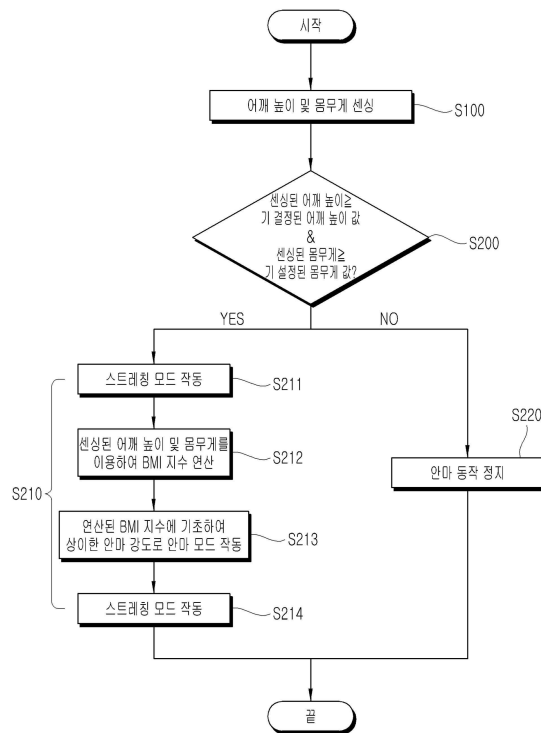 시작
어깨 높이 및 몸무게 센싱
S100
센싱된 어깨 높이≧
기 결정된 어깨 높이 값
&
센싱된 몸무게≧
기 설정된 몸무게 값?
S200
YES
NO
스트레칭 모드 작동
S211
센싱된 어깨 높이 및 몸무게를
이용하여 BMI 지수 연산
S212
S210
연산된 BMI 지수에 기초하여
상이한 안마 강도로 안마 모드 작동
S213
스트레칭 모드 작동
S214
S220
안마 동작 정지
끝